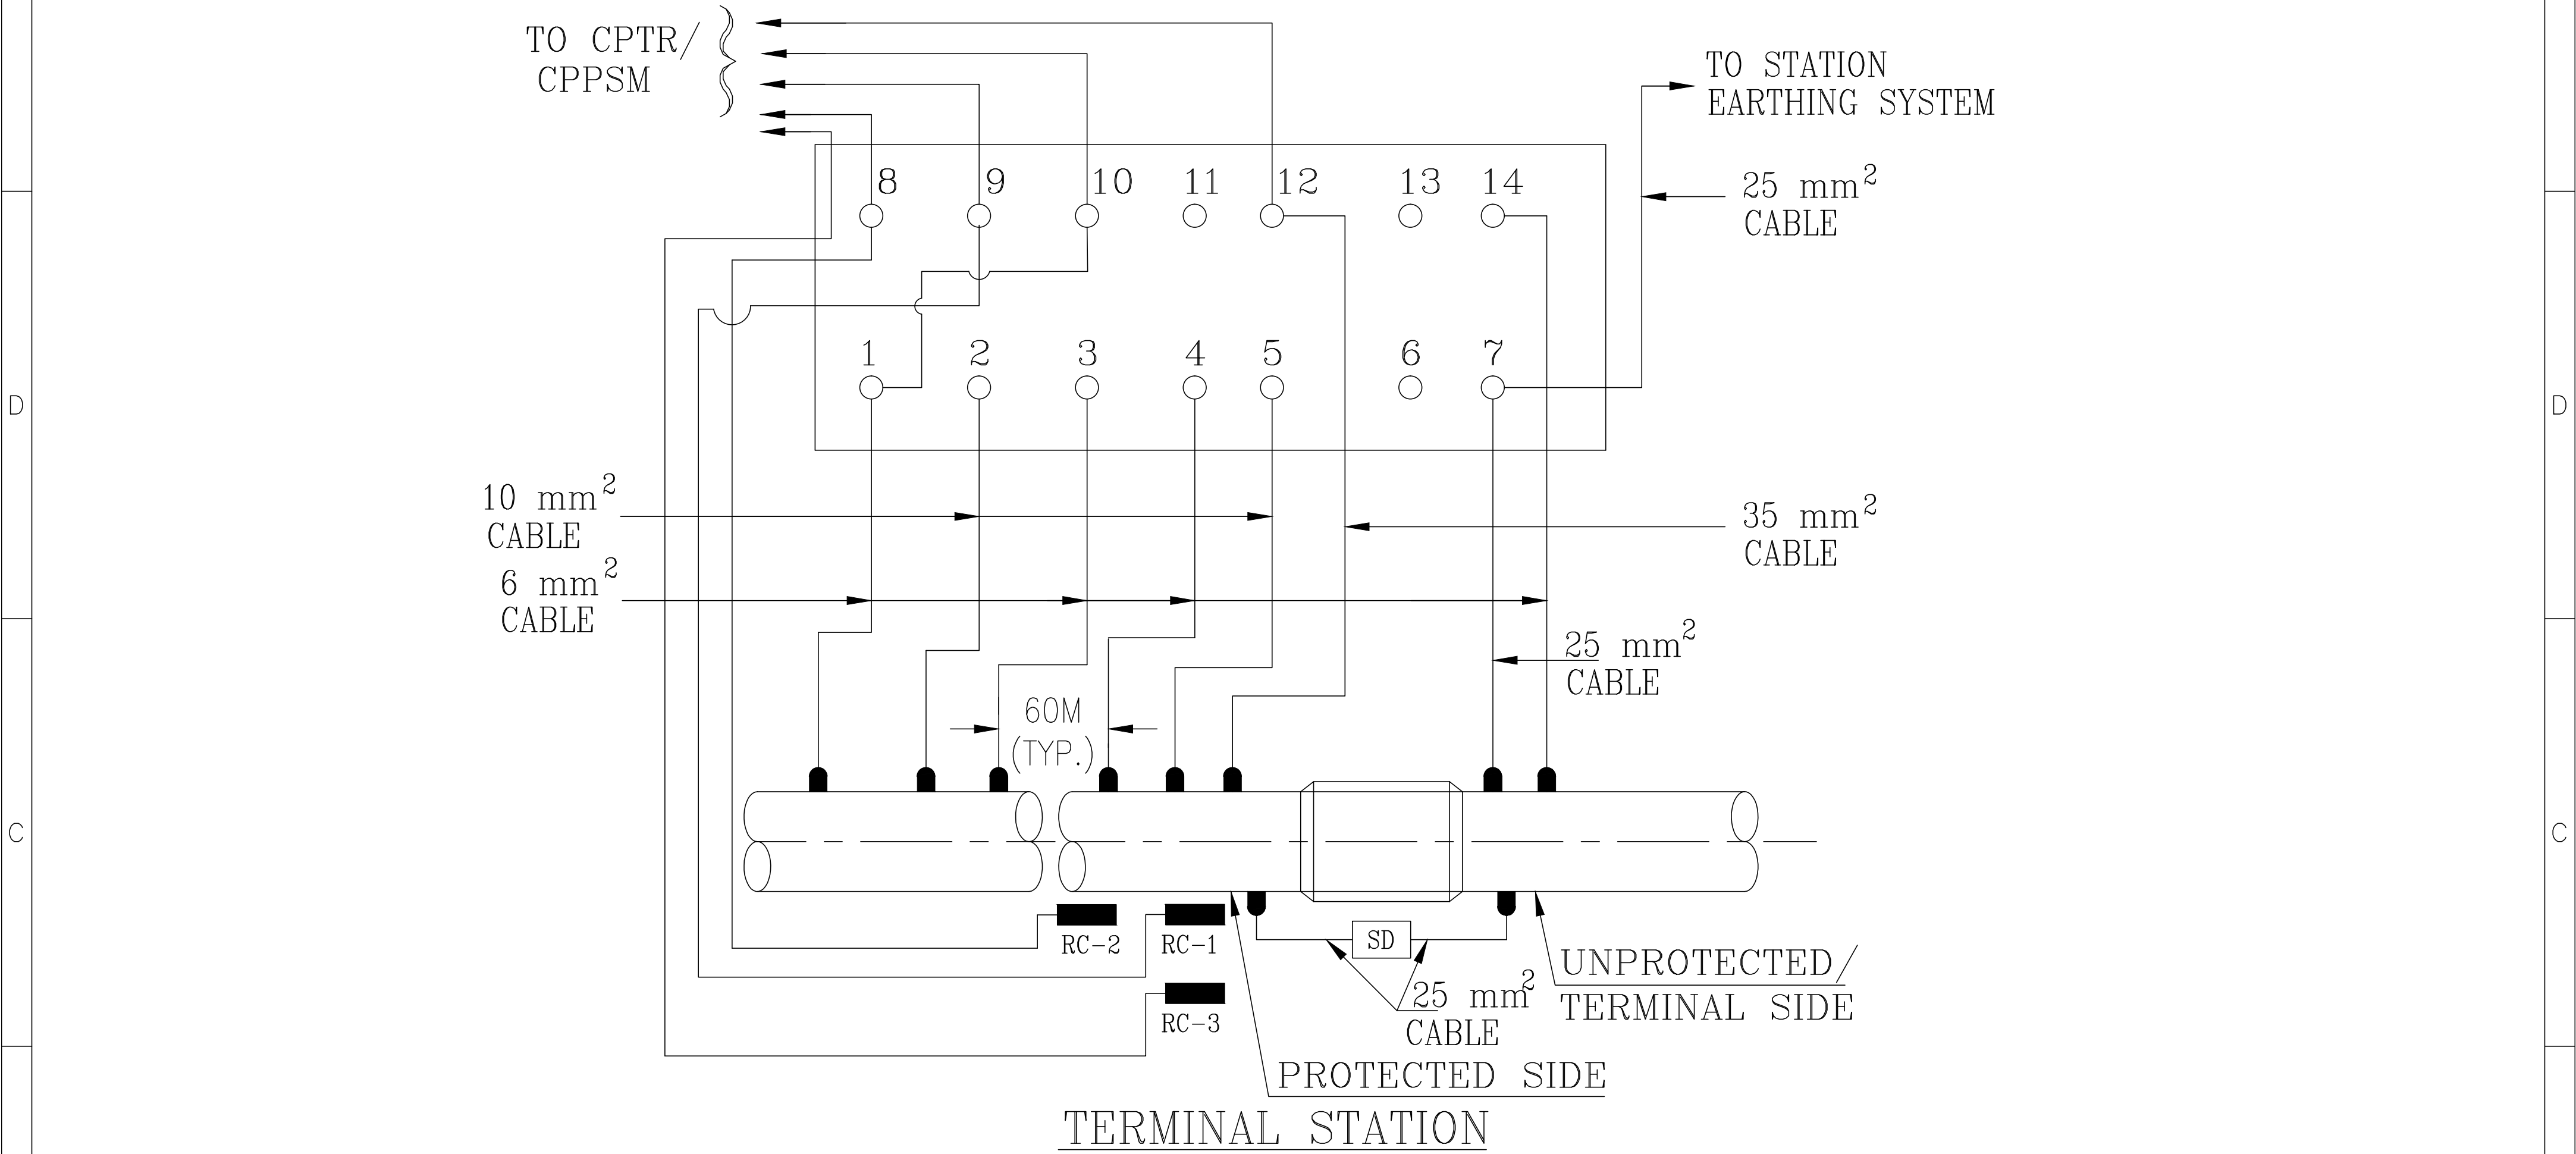 TO CPTR/
CPPSM
TO STATION
EARTHING SYSTEM
8 9 10 11 12 13 14
25 mm²
CABLE
1 2 3 4 5 6 7
D
D
10 mm²
CABLE
35 mm²
CABLE
6 mm²
CABLE
25 mm²
CABLE
60M
(TYP.)
C
C
RC-2
RC-1
SD
RC-3
25 mm²
CABLE
UNPROTECTED/
TERMINAL SIDE
PROTECTED SIDE
TERMINAL STATION